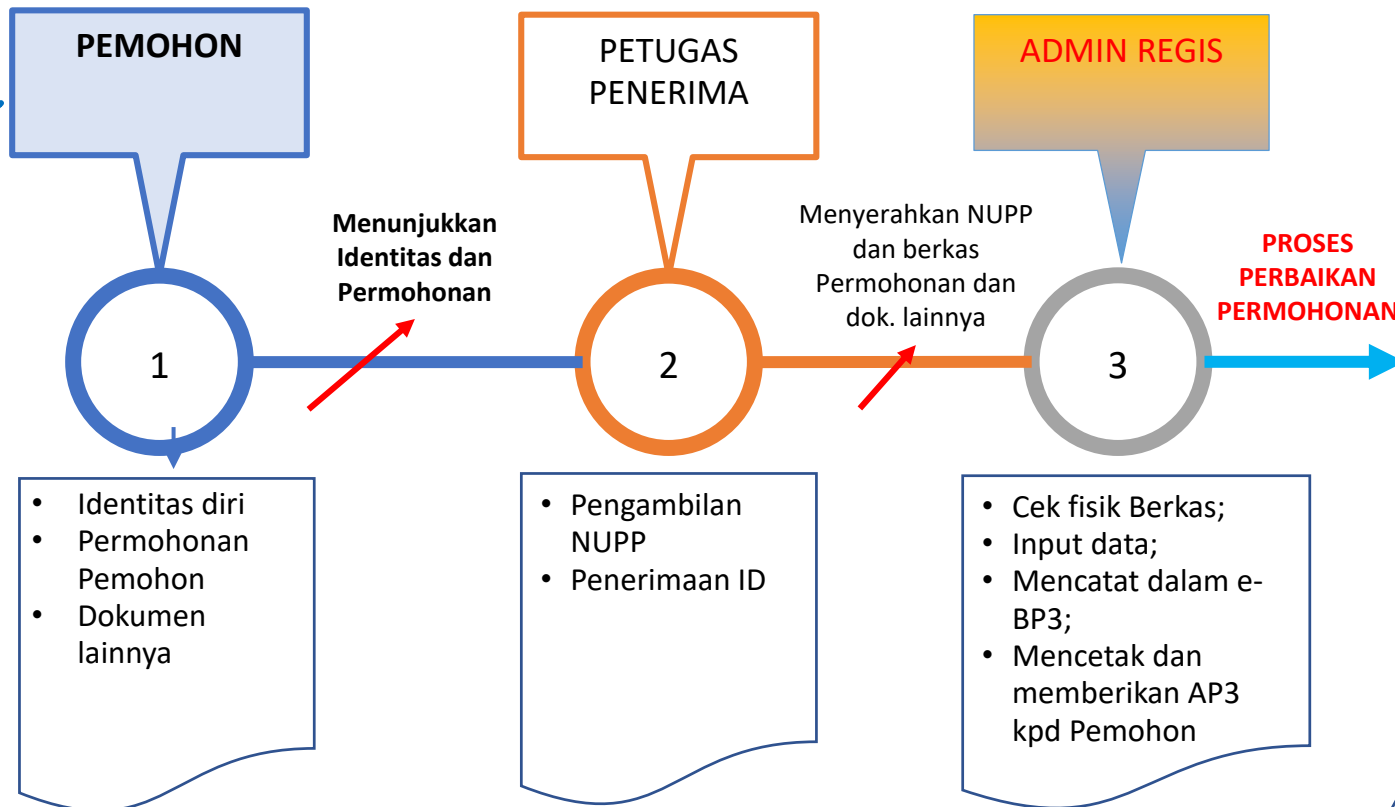 PEMOHON
PETUGAS
PENERIMA
ADMIN REGIS
Menunjukkan
Identitas dan
Permohonan
Menyerahkan NUPP
dan berkas
Permohonan dan
dok. lainnya
PROSES
PERBAIKAN
PERMOHONAN
1
2
3
• Identitas diri
• Permohonan
Pemohon
• Dokumen
lainnya
• Pengambilan
NUPP
• Penerimaan ID
• Cek fisik Berkas;
• Input data;
• Mencatat dalam e-
BP3;
• Mencetak dan
memberikan AP3
kpd Pemohon